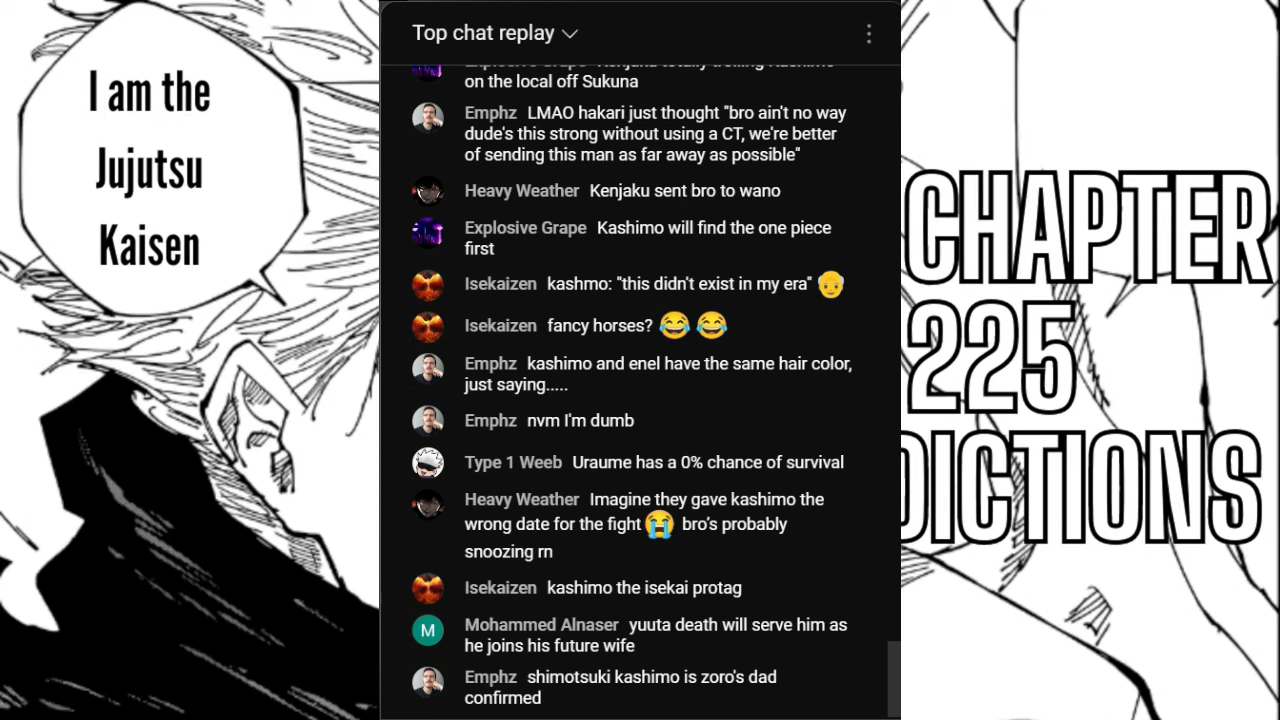 I am the
Jujutsu
Kaisen
Top chat replay
on the local off Sukuna
Emphz LMAO hakari just thought "bro ain't no way
dude's this strong without using a CT, we're better
of sending this man as far away as possible"
Heavy Weather Kenjaku sent bro to wano
Explosive Grape Kashimo will find the one piece
first
Isekaizen kashmo: "this didn't exist in my era" 👴
Isekaizen fancy horses? 😂 😂
Emphz kashimo and enel have the same hair color,
just saying.....
Emphz nvm I'm dumb
Type 1 Weeb Uraume has a 0% chance of survival
Heavy Weather Imagine they gave kashimo the
wrong date for the fight 😭 bro's probably
snoozing rn
Isekaizen kashimo the isekai protag
M
Mohammed Alnaser yuuta death will serve him as
he joins his future wife
Emphz shimotsuki kashimo is zoro's dad
confirmed
CHAPTER
225
DICTIONS